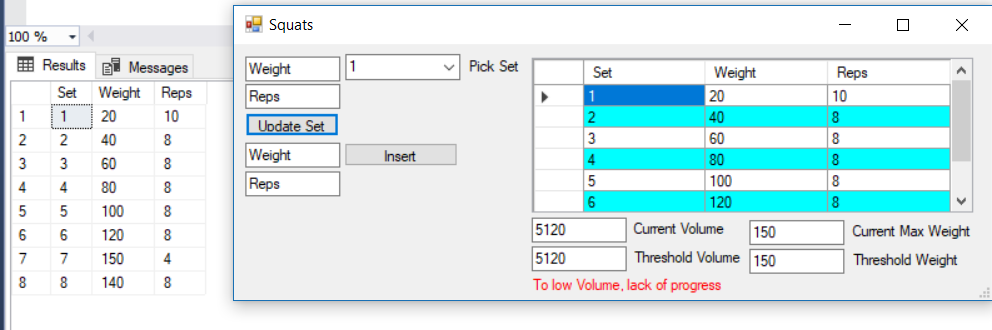 100 %
Results Messages
Set Weight Reps
1 1 20 10
2 2 40 8
3 3 60 8
4 4 80 8
5 5 100 8
6 6 120 8
7 7 150 4
8 8 140 8
Squats
Weight 1 Pick Set
Reps
Update Set
Weight Insert
Reps
Set Weight Reps
1 20 10
2 40 8
3 60 8
4 80 8
5 100 8
6 120 8
5120 Current Volume 150 Current Max Weight
5120 Threshold Volume 150 Threshold Weight
To low Volume, lack of progress